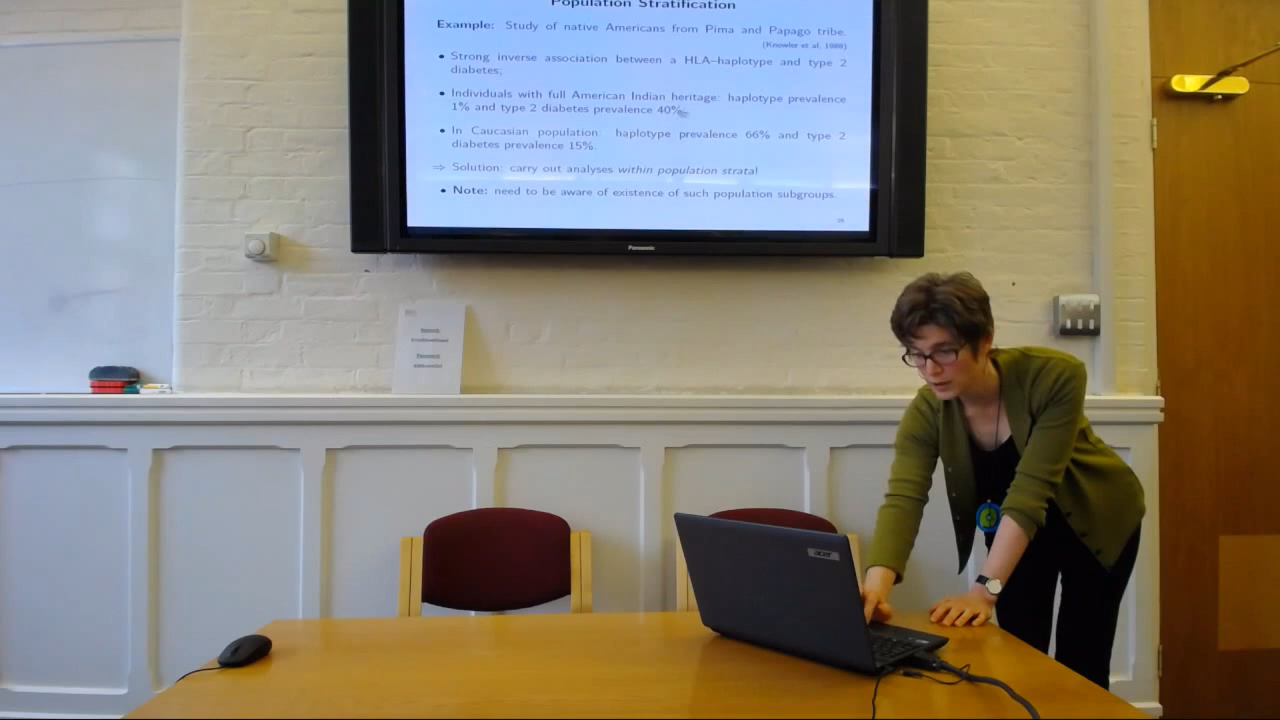 Population Stratification
Example: Study of native Americans from Pima and Papago tribe.
(Knowler et al, 1988)
• Strong inverse association between a HLA–haplotype and type 2
diabetes;
• Individuals with full American Indian heritage: haplotype prevalence
1% and type 2 diabetes prevalence 40%
• In Caucasian population: haplotype prevalence 66% and type 2
diabetes prevalence 15%.
⇒ Solution: carry out analyses within population strata!
• Note: need to be aware of existence of such population subgroups.
Panasonic
acer